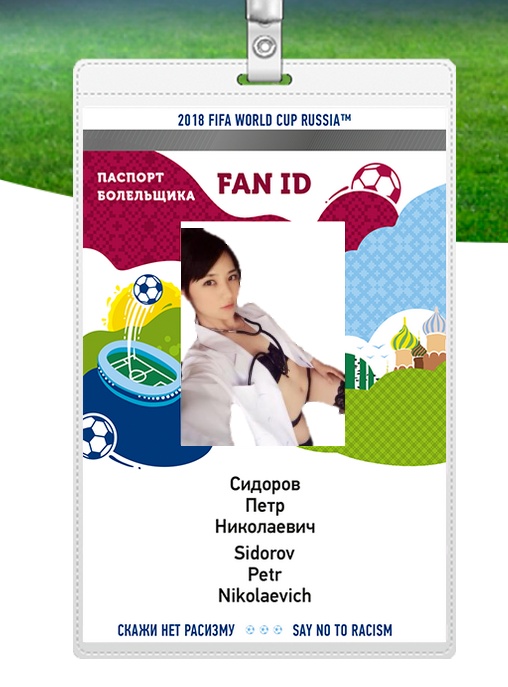 2018 FIFA WORLD CUP RUSSIA™
ПАСПОРТ
БОЛЕЛЬЩИКА
FAN ID
Сидоров
Петр
Николаевич
Sidorov
Petr
Nikolaevich
СКАЖИ НЕТ РАСИЗМУ SAY NO TO RACISM